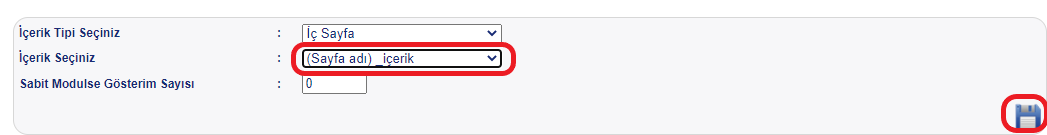 İçerik Tipi Seçiniz : İç Sayfa
İçerik Seçiniz : (Sayfa adı) _içerik
Sabit Modulse Gösterim Sayısı : 0